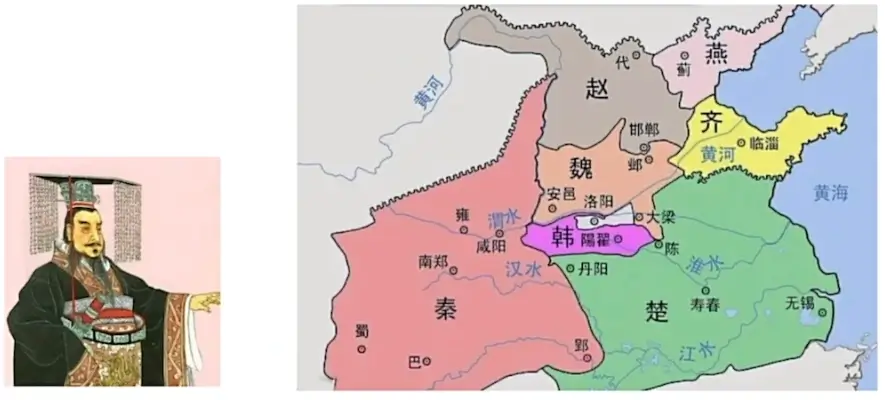 燕
代
蓟
赵
黄河
齐
邯郸
临淄
黄河
邺
魏
安邑
洛阳
黄海
雍
渭水
大梁
咸阳
韩
陽翟
陈
南郑
汉水
丹阳
淮水
秦
楚
寿春
无锡
蜀
巴
郢
江水